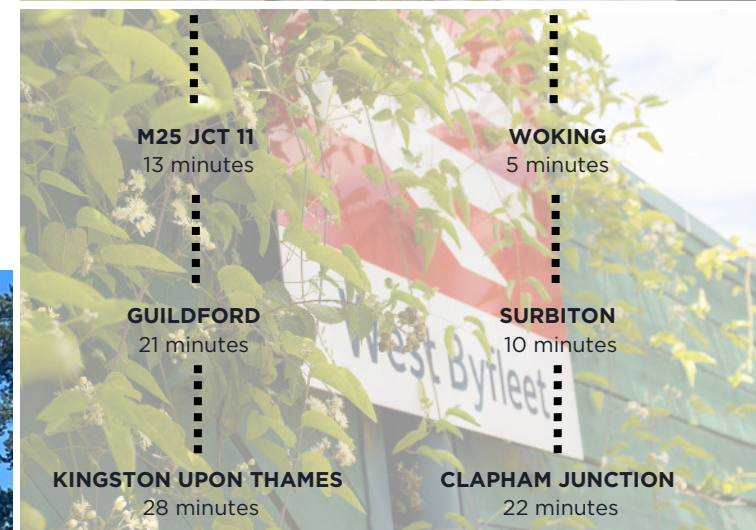 M25 JCT 11
13 minutes
GUILDFORD
21 minutes
KINGSTON UPON THAMES
28 minutes
WOKING
5 minutes
SURBITON
10 minutes
CLAPHAM JUNCTION
22 minutes
West Byfleet